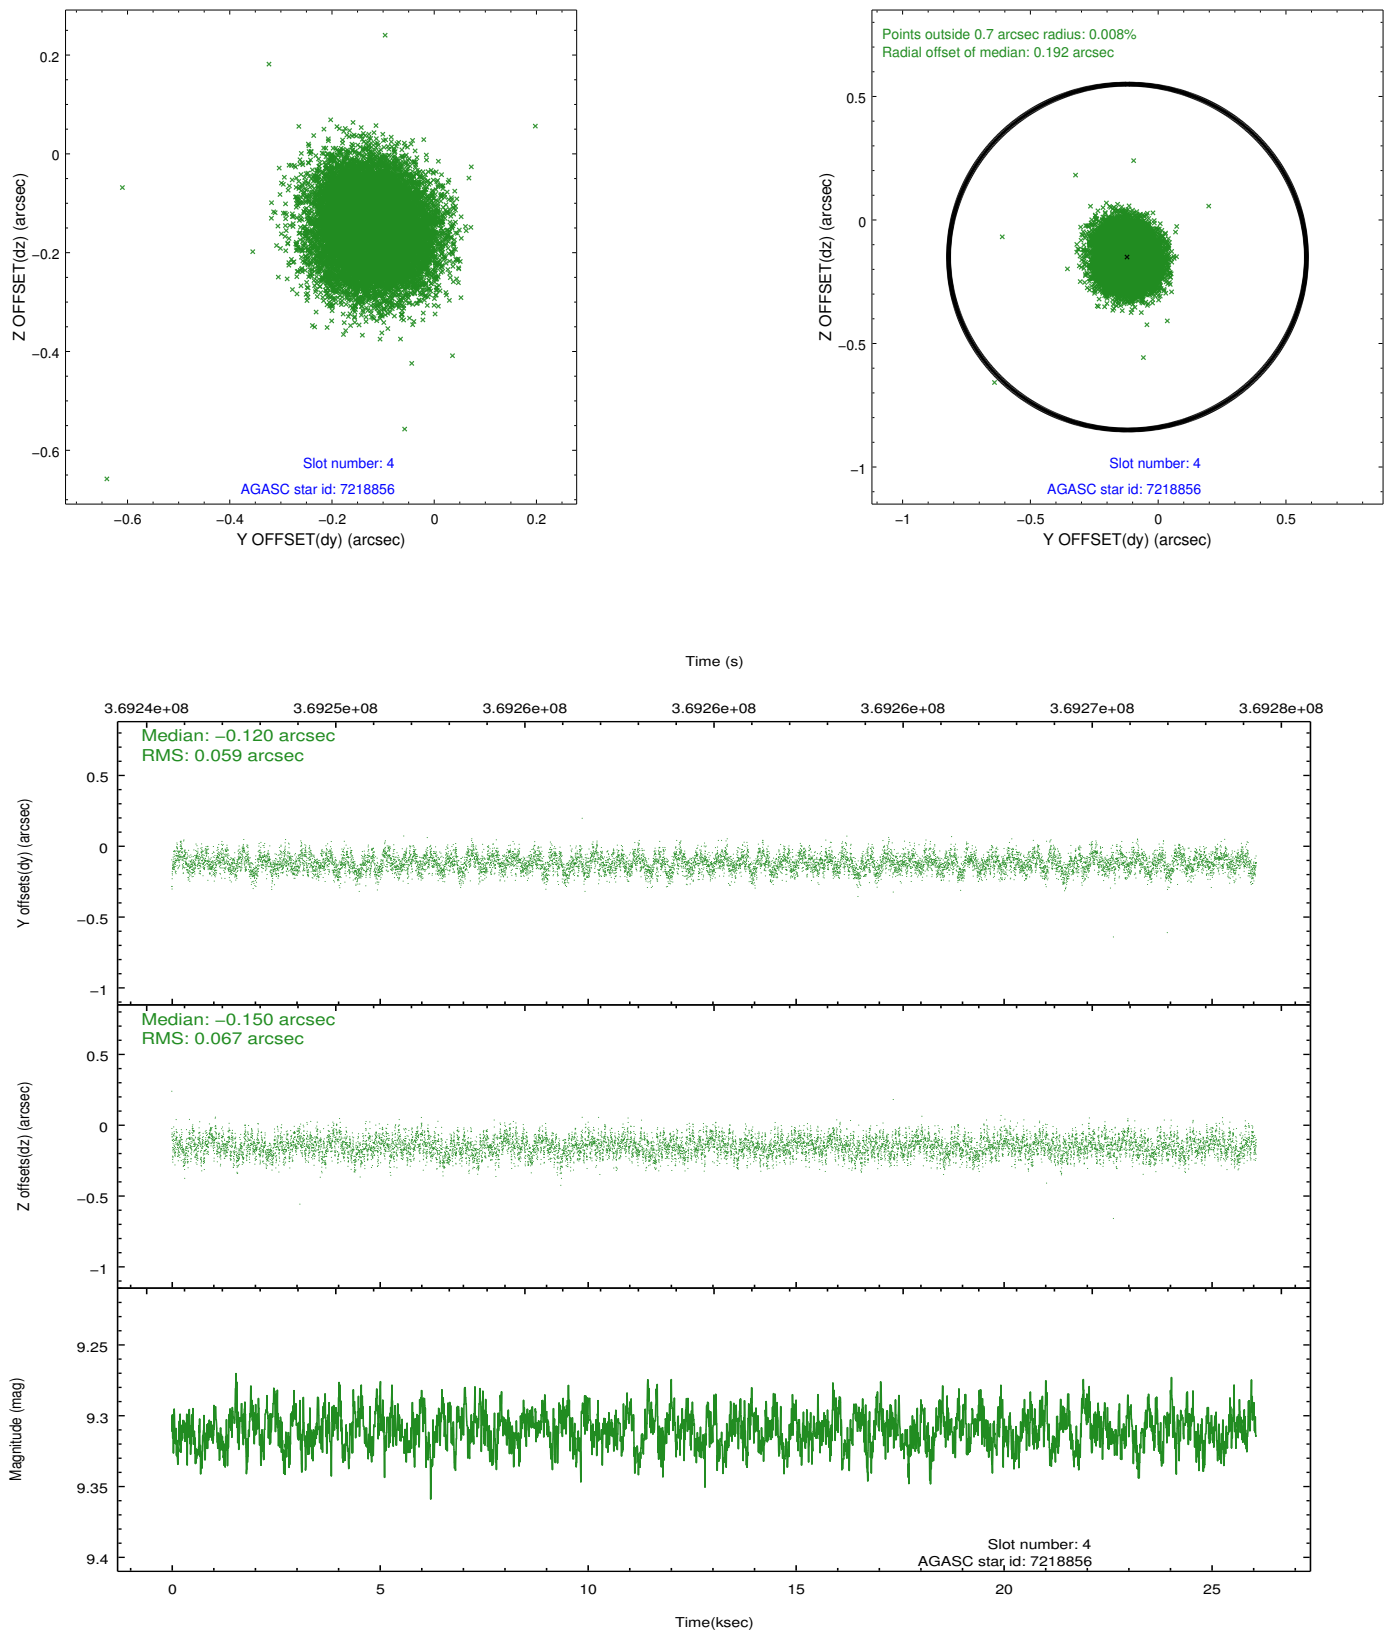 0.2
0
−0.2
−0.4
−0.6
Z OFFSET(dz) (arcsec)
Slot number: 4
AGASC star id: 7218856
−0.6 −0.4 −0.2 0 0.2
Y OFFSET(dy) (arcsec)
Points outside 0.7 arcsec radius: 0.008%
Radial offset of median: 0.192 arcsec
0.5
0
−0.5
−1
Z OFFSET(dz) (arcsec)
Slot number: 4
AGASC star id: 7218856
−1 −0.5 0 0.5
Y OFFSET(dy) (arcsec)
Time (s)
3.6924e+08 3.6925e+08 3.6926e+08 3.6926e+08 3.6926e+08 3.6927e+08 3.6928e+08
Median: −0.120 arcsec
RMS: 0.059 arcsec
0.5
0
−0.5
−1
Y offsets(dy) (arcsec)
Median: −0.150 arcsec
RMS: 0.067 arcsec
0.5
0
−0.5
−1
Z offsets(dz) (arcsec)
9.25
9.3
9.35
9.4
Magnitude (mag)
Slot number: 4
AGASC star id: 7218856
0 5 10 15 20 25
Time(ksec)